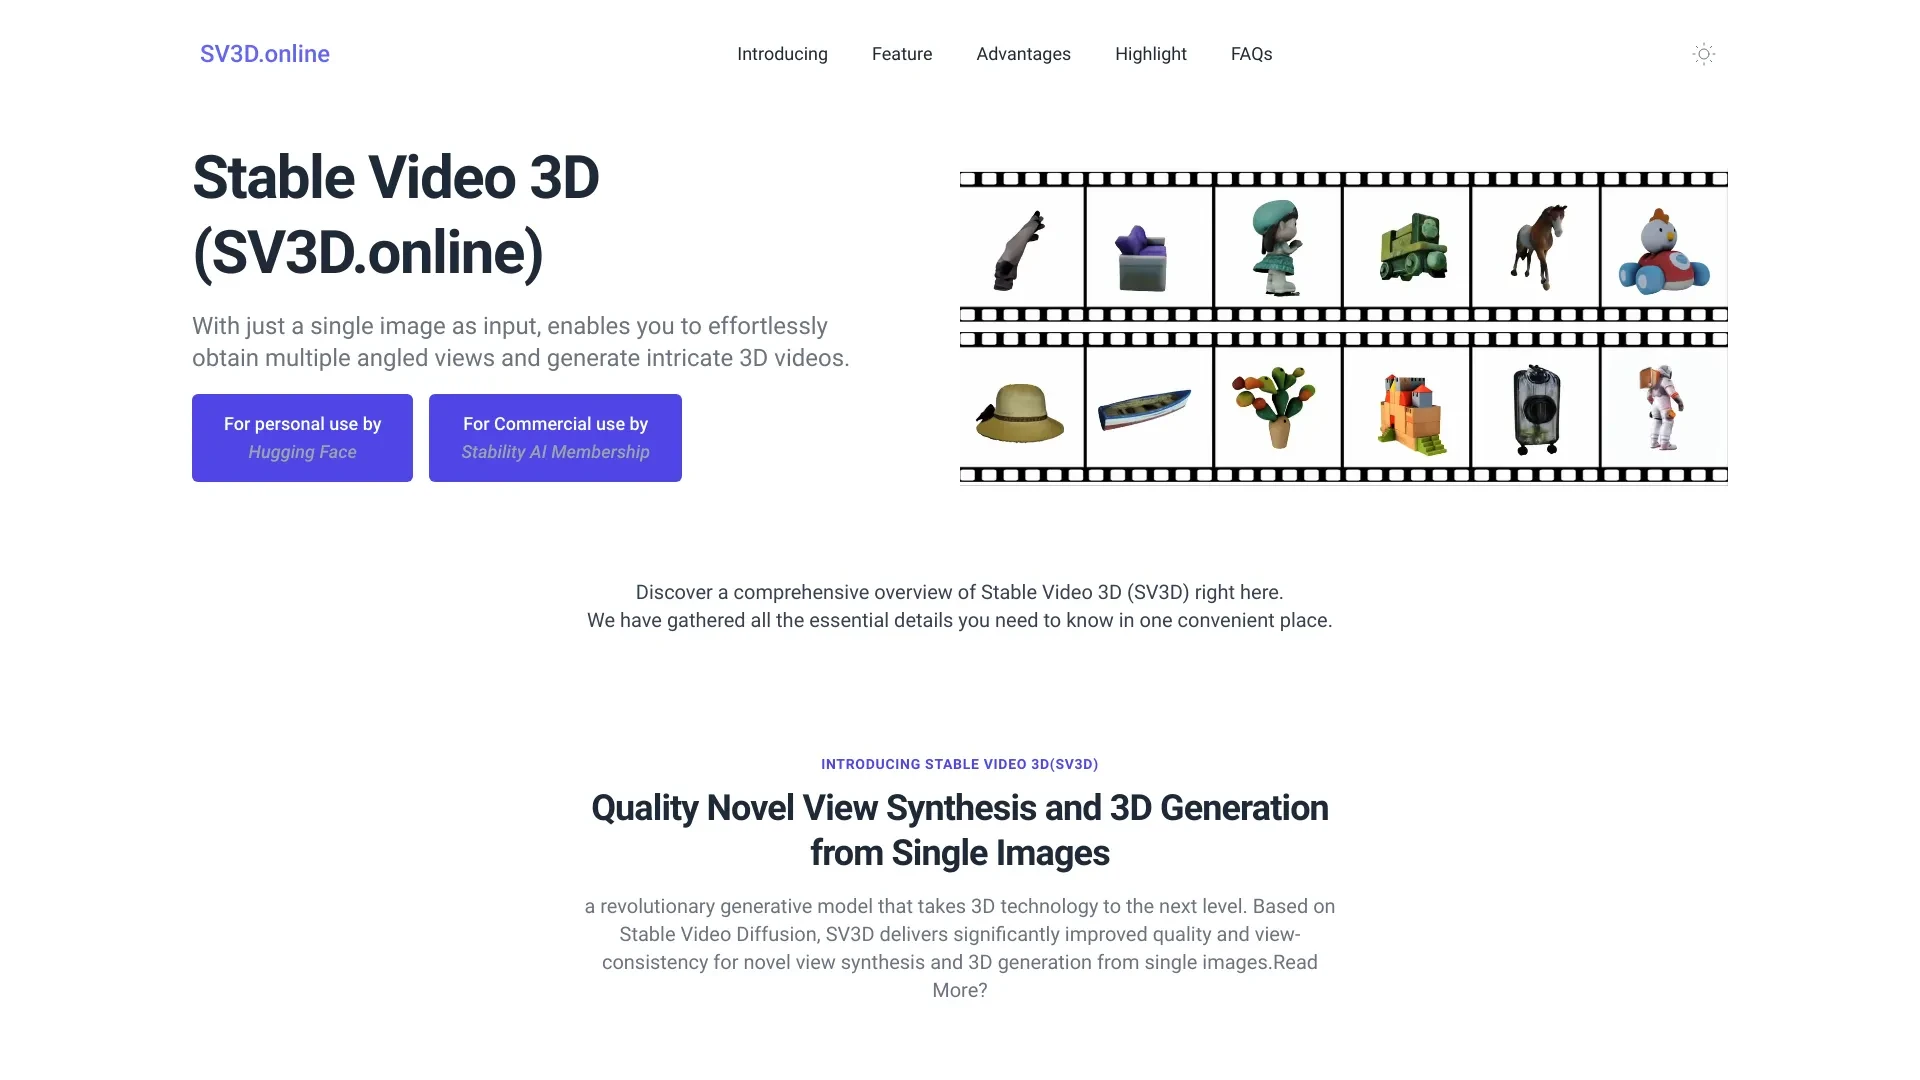 SV3D.online
Introducing
Feature
Advantages
Highlight
FAQs
Stable Video 3D
(SV3D.online)
With just a single image as input, enables you to effortlessly
obtain multiple angled views and generate intricate 3D videos.
For personal use by
Hugging Face
For Commercial use by
Stability AI Membership
Discover a comprehensive overview of Stable Video 3D (SV3D) right here.
We have gathered all the essential details you need to know in one convenient place.
INTRODUCING STABLE VIDEO 3D(SV3D)
Quality Novel View Synthesis and 3D Generation
from Single Images
a revolutionary generative model that takes 3D technology to the next level. Based on
Stable Video Diffusion, SV3D delivers significantly improved quality and view-
consistency for novel view synthesis and 3D generation from single images.Read
More?